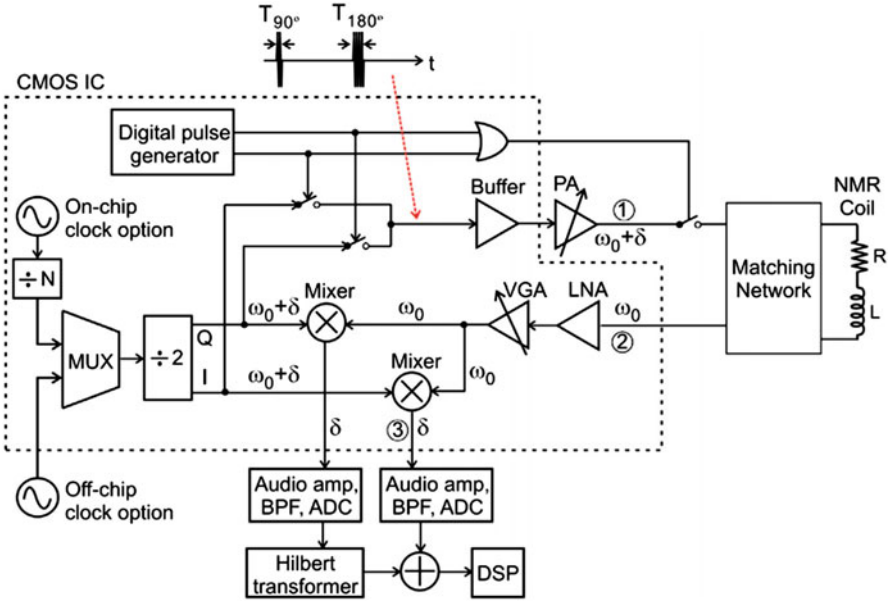 T90° T180°
t
CMOS IC
Digital pulse
generator
Buffer
PA
①
ω0+δ
NMR
Coil
On-chip
clock option
÷N
R
L
Matching
Network
Mixer
VGA
LNA
ω0+δ
ω0
ω0
②
MUX
÷2
Q
I
Mixer
ω0
ω0+δ
δ
③
δ
Off-chip
clock option
Audio amp,
BPF, ADC
Audio amp,
BPF, ADC
Hilbert
transformer
DSP